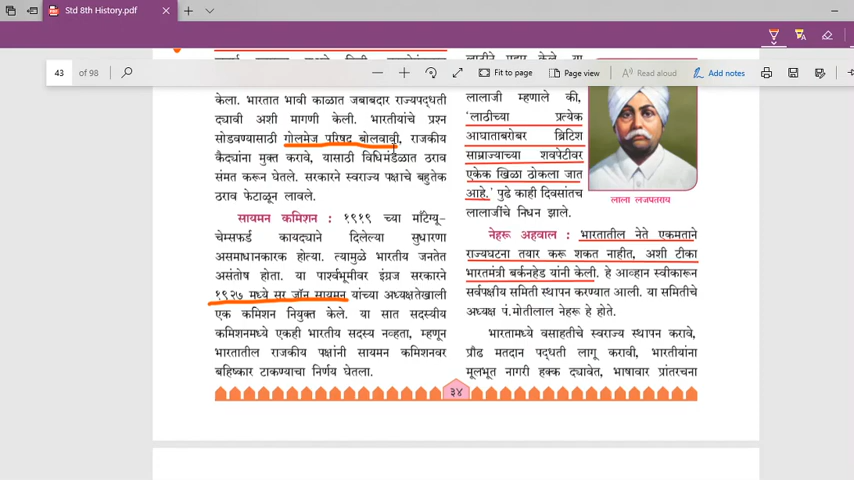 Std 8th History.pdf
43 of 98
Fit to page
Page view
Read aloud
Add notes
केला. भारतात भावी काळात जबाबदार राज्यपद्धती
द्यावी अशी मागणी केली. भारतीयांचे प्रश्न
सोडवण्यासाठी गोलमेज परिषद बोलवावी, राजकीय
कैद्यांना मुक्त करावे, यासाठी विधिमंडळात ठराव
संमत करून घेतले. सरकारने स्वराज्य पक्षाचे बहुतेक
ठराव फेटाळून लावले.
सायमन कमिशन : १९१९ च्या माँटेग्यू-
चेम्सफर्ड कायद्याने दिलेल्या सुधारणा
असमाधानकारक होत्या. त्यामुळे भारतीय जनतेत
असंतोष होता. या पार्श्वभूमीवर इंग्रज सरकारने
१९२७ मध्ये सर जॉन सायमन यांच्या अध्यक्षतेखाली
एक कमिशन नियुक्त केले. या सात सदस्यीय
कमिशनमध्ये एकही भारतीय सदस्य नव्हता, म्हणून
भारतातील राजकीय पक्षांनी सायमन कमिशनवर
बहिष्कार टाकण्याचा निर्णय घेतला.
लालाजी म्हणाले की,
'लाठीच्या प्रत्येक
आघाताबरोबर ब्रिटिश
साम्राज्याच्या शवपेटीवर
एकेक खिळा ठोकला जात
आहे.' पुढे काही दिवसांतच
लालाजींचे निधन झाले.
लाला लजपतराय
नेहरू अहवाल : भारतातील नेते एकमताने
राज्यघटना तयार करू शकत नाहीत, अशी टीका
भारतमंत्री बर्कनहेड यांनी केली. हे आव्हान स्वीकारून
सर्वपक्षीय समिती स्थापन करण्यात आली. या समितीचे
अध्यक्ष पं.मोतीलाल नेहरू हे होते.
भारतामध्ये वसाहतीचे स्वराज्य स्थापन करावे,
प्रौढ मतदान पद्धती लागू करावी, भारतीयांना
मूलभूत नागरी हक्क द्यावेत, भाषावार प्रांतरचना
३४